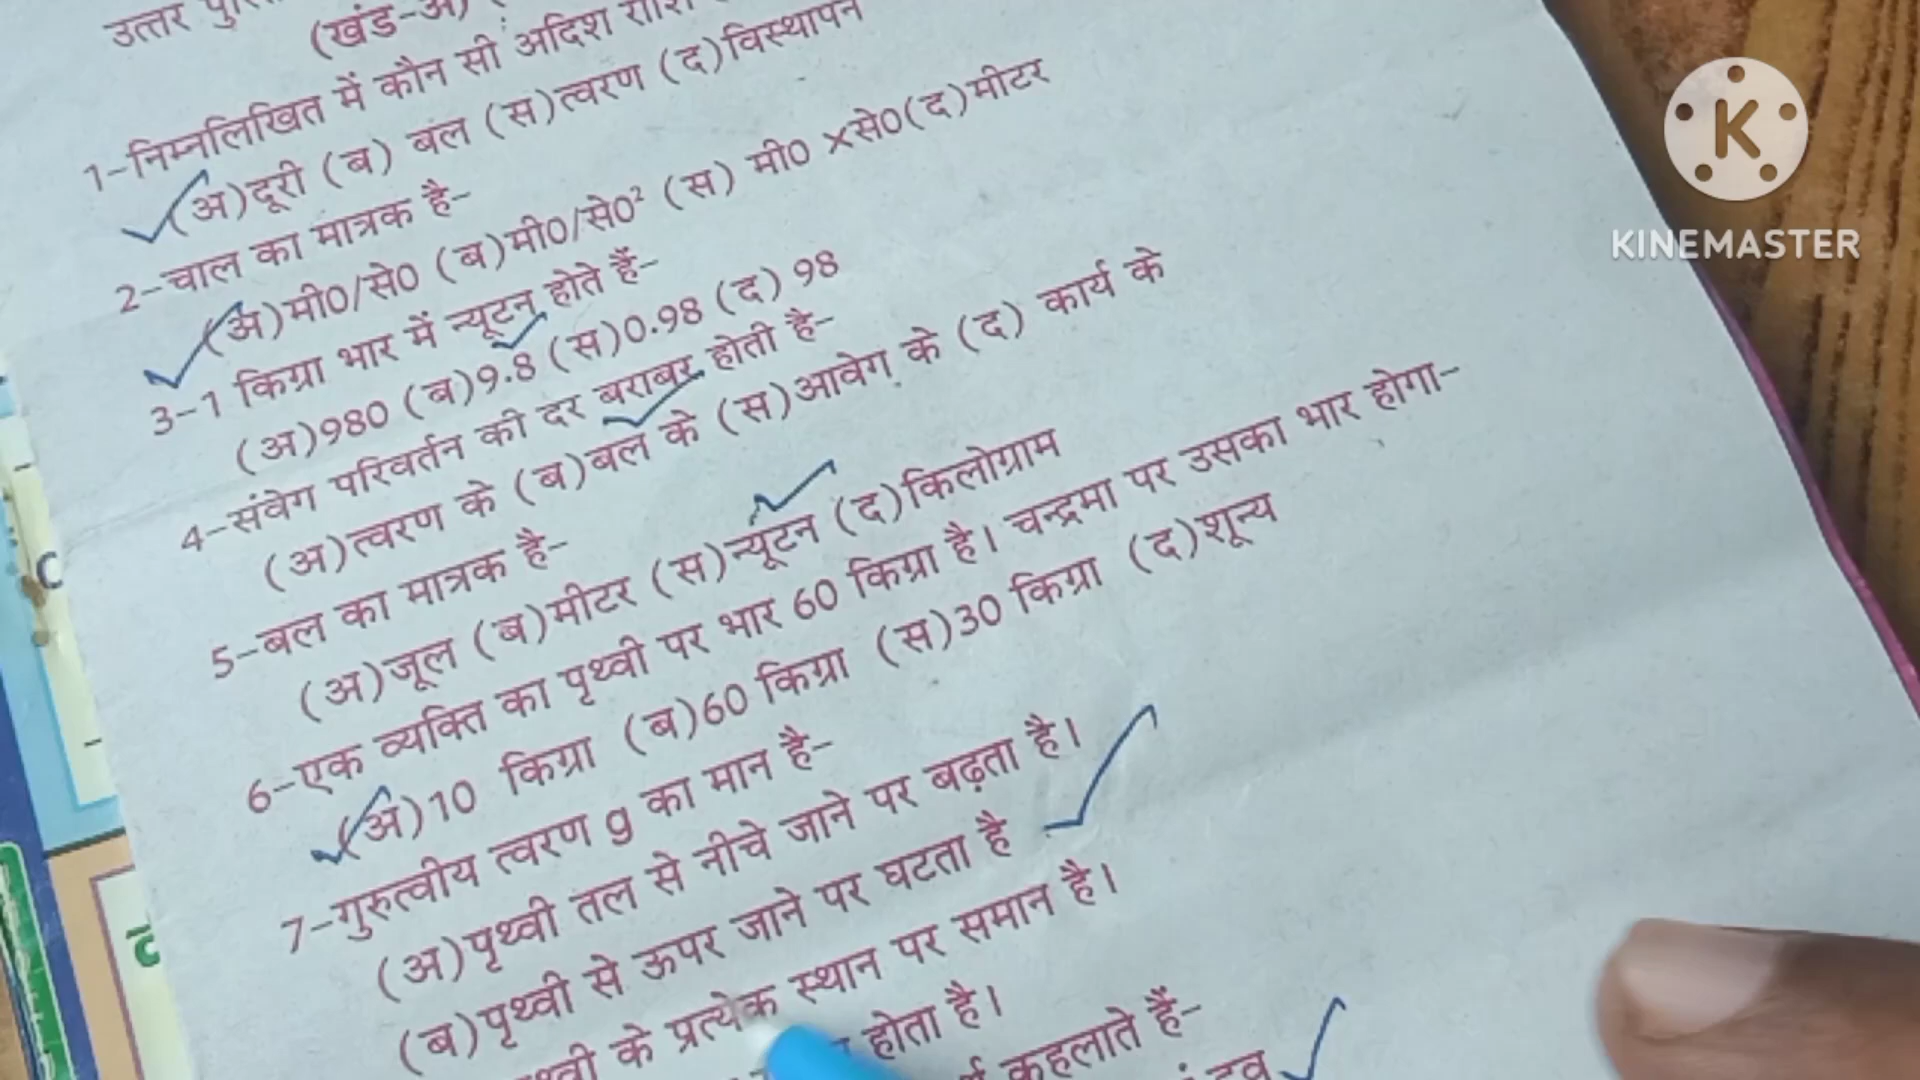 उत्तर
(खंड-अ)
1-निम्नलिखित में कौन सी अदिश राशि
(अ)दूरी (ब) बल (स)त्वरण (द)विस्थापन
2-चाल का मात्रक है-
(अ)मी0/से0 (ब)मी0/से0² (स) मी0 ×से0(द)मीटर
3-1 किग्रा भार में न्यूटन होते हैं-
(अ)980 (ब)9.8 (स)0.98 (द) 98
4-संवेग परिवर्तन की दर बराबर होती है-
(अ)त्वरण के (ब)बल के (स)आवेग के (द) कार्य के
5-बल का मात्रक है-
(अ)जूल (ब)मीटर (स)न्यूटन (द)किलोग्राम
6-एक व्यक्ति का पृथ्वी पर भार 60 किग्रा है। चन्द्रमा पर उसका भार होगा-
(अ)10 किग्रा (ब)60 किग्रा (स)30 किग्रा (द)शून्य
7-गुरुत्वीय त्वरण g का मान है-
(अ)पृथ्वी तल से नीचे जाने पर बढ़ता है।
(ब)पृथ्वी से ऊपर जाने पर घटता है
के प्रत्येक स्थान पर समान है।
होता है।
कहलाते हैं-
KINEMASTER